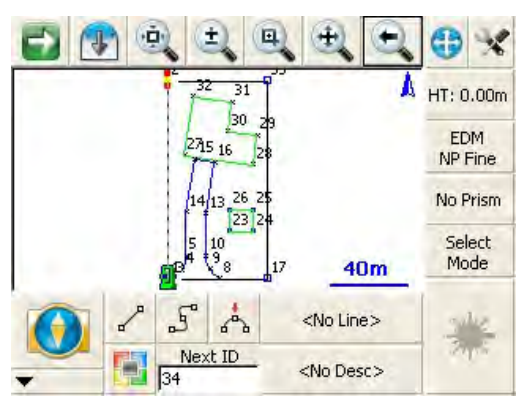 HT: 0.00m
32 31
30 29
27 15 16 28
EDM
NP Fine
No Prism
14 13 26 25
23 24
5 10
4 9
8 17
40m
Select
Mode
<No Line>
Next ID
34
<No Desc>